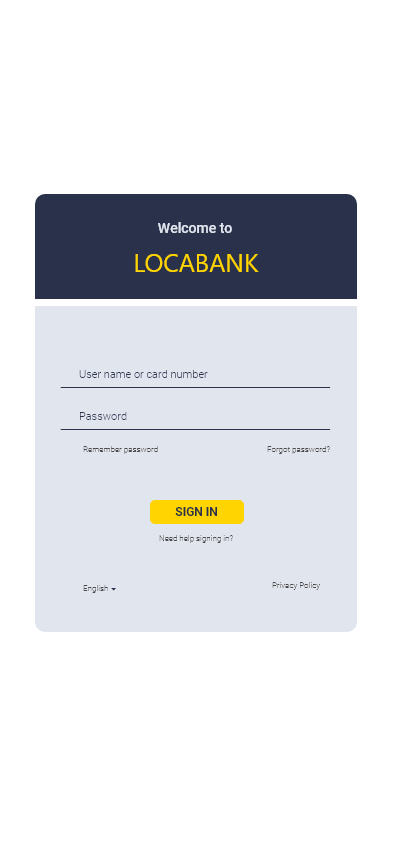 Welcome to
LOCABANK
User name or card number
Password
Remember password
Forgot password?
SIGN IN
Need help signing in?
English
Privacy Policy